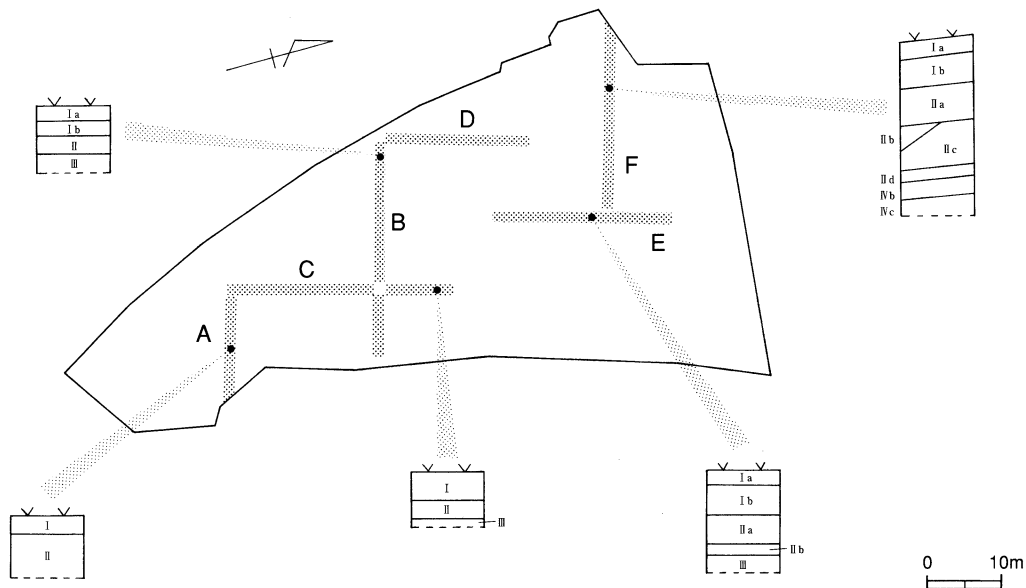 Ⅰa
Ⅰb
Ⅱa
Ⅱb
Ⅱc
Ⅱd
Ⅳb
Ⅳc
Ⅰa
Ⅰb
Ⅱ
Ⅲ
D
F
B
E
C
A
Ⅰ
Ⅱ
Ⅲ
Ⅰa
Ⅰb
Ⅱa
Ⅱb
Ⅲ
Ⅰ
Ⅱ
0 10m